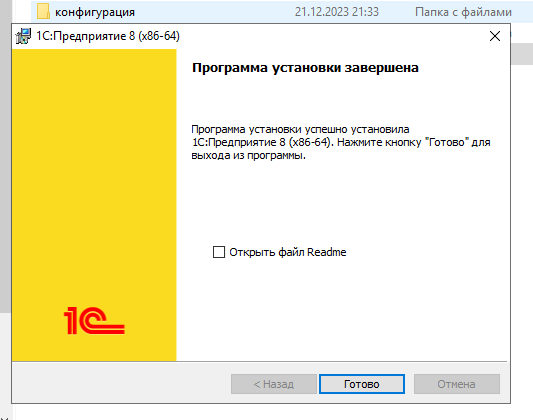 конфигурация 21.12.2023 21:33 Папка с файлами
1С:Предприятие 8 (x86-64)
Программа установки завершена
Программа установки успешно установила
1С:Предприятие 8 (x86-64). Нажмите кнопку "Готово" для
выхода из программы.
Открыть файл Readme
1С
< Назад Готово Отмена